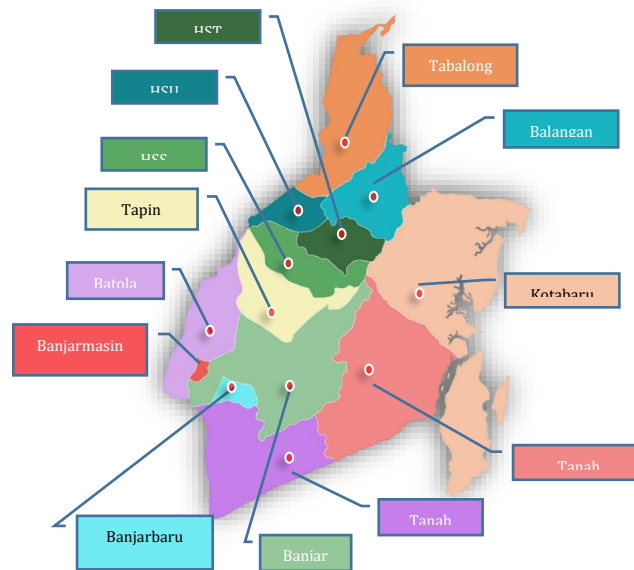 HST
Tabalong
HSU
Balangan
HSS
Tapin
Batola
Kotabaru
Banjarmasin
Tanah
Tanah
Banjarbaru
Banjar